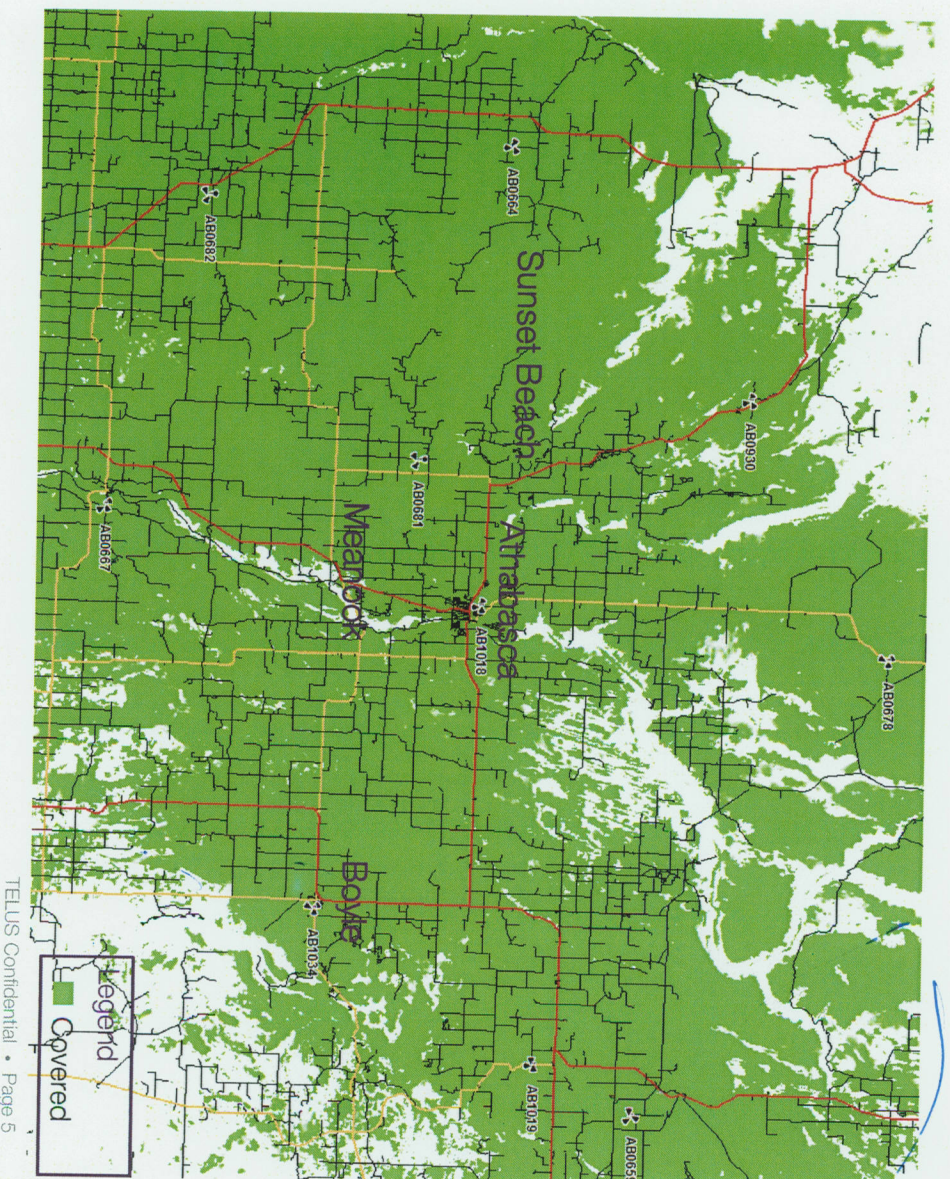 AB0678
AB0930
AB0664
Sunset Beach
Athabasca
AB1018
AB0681
Meanook
AB0682
AB0667
Boyle
AB1034
AB1019
Legend
Covered
TELUS Confidential • Page 5